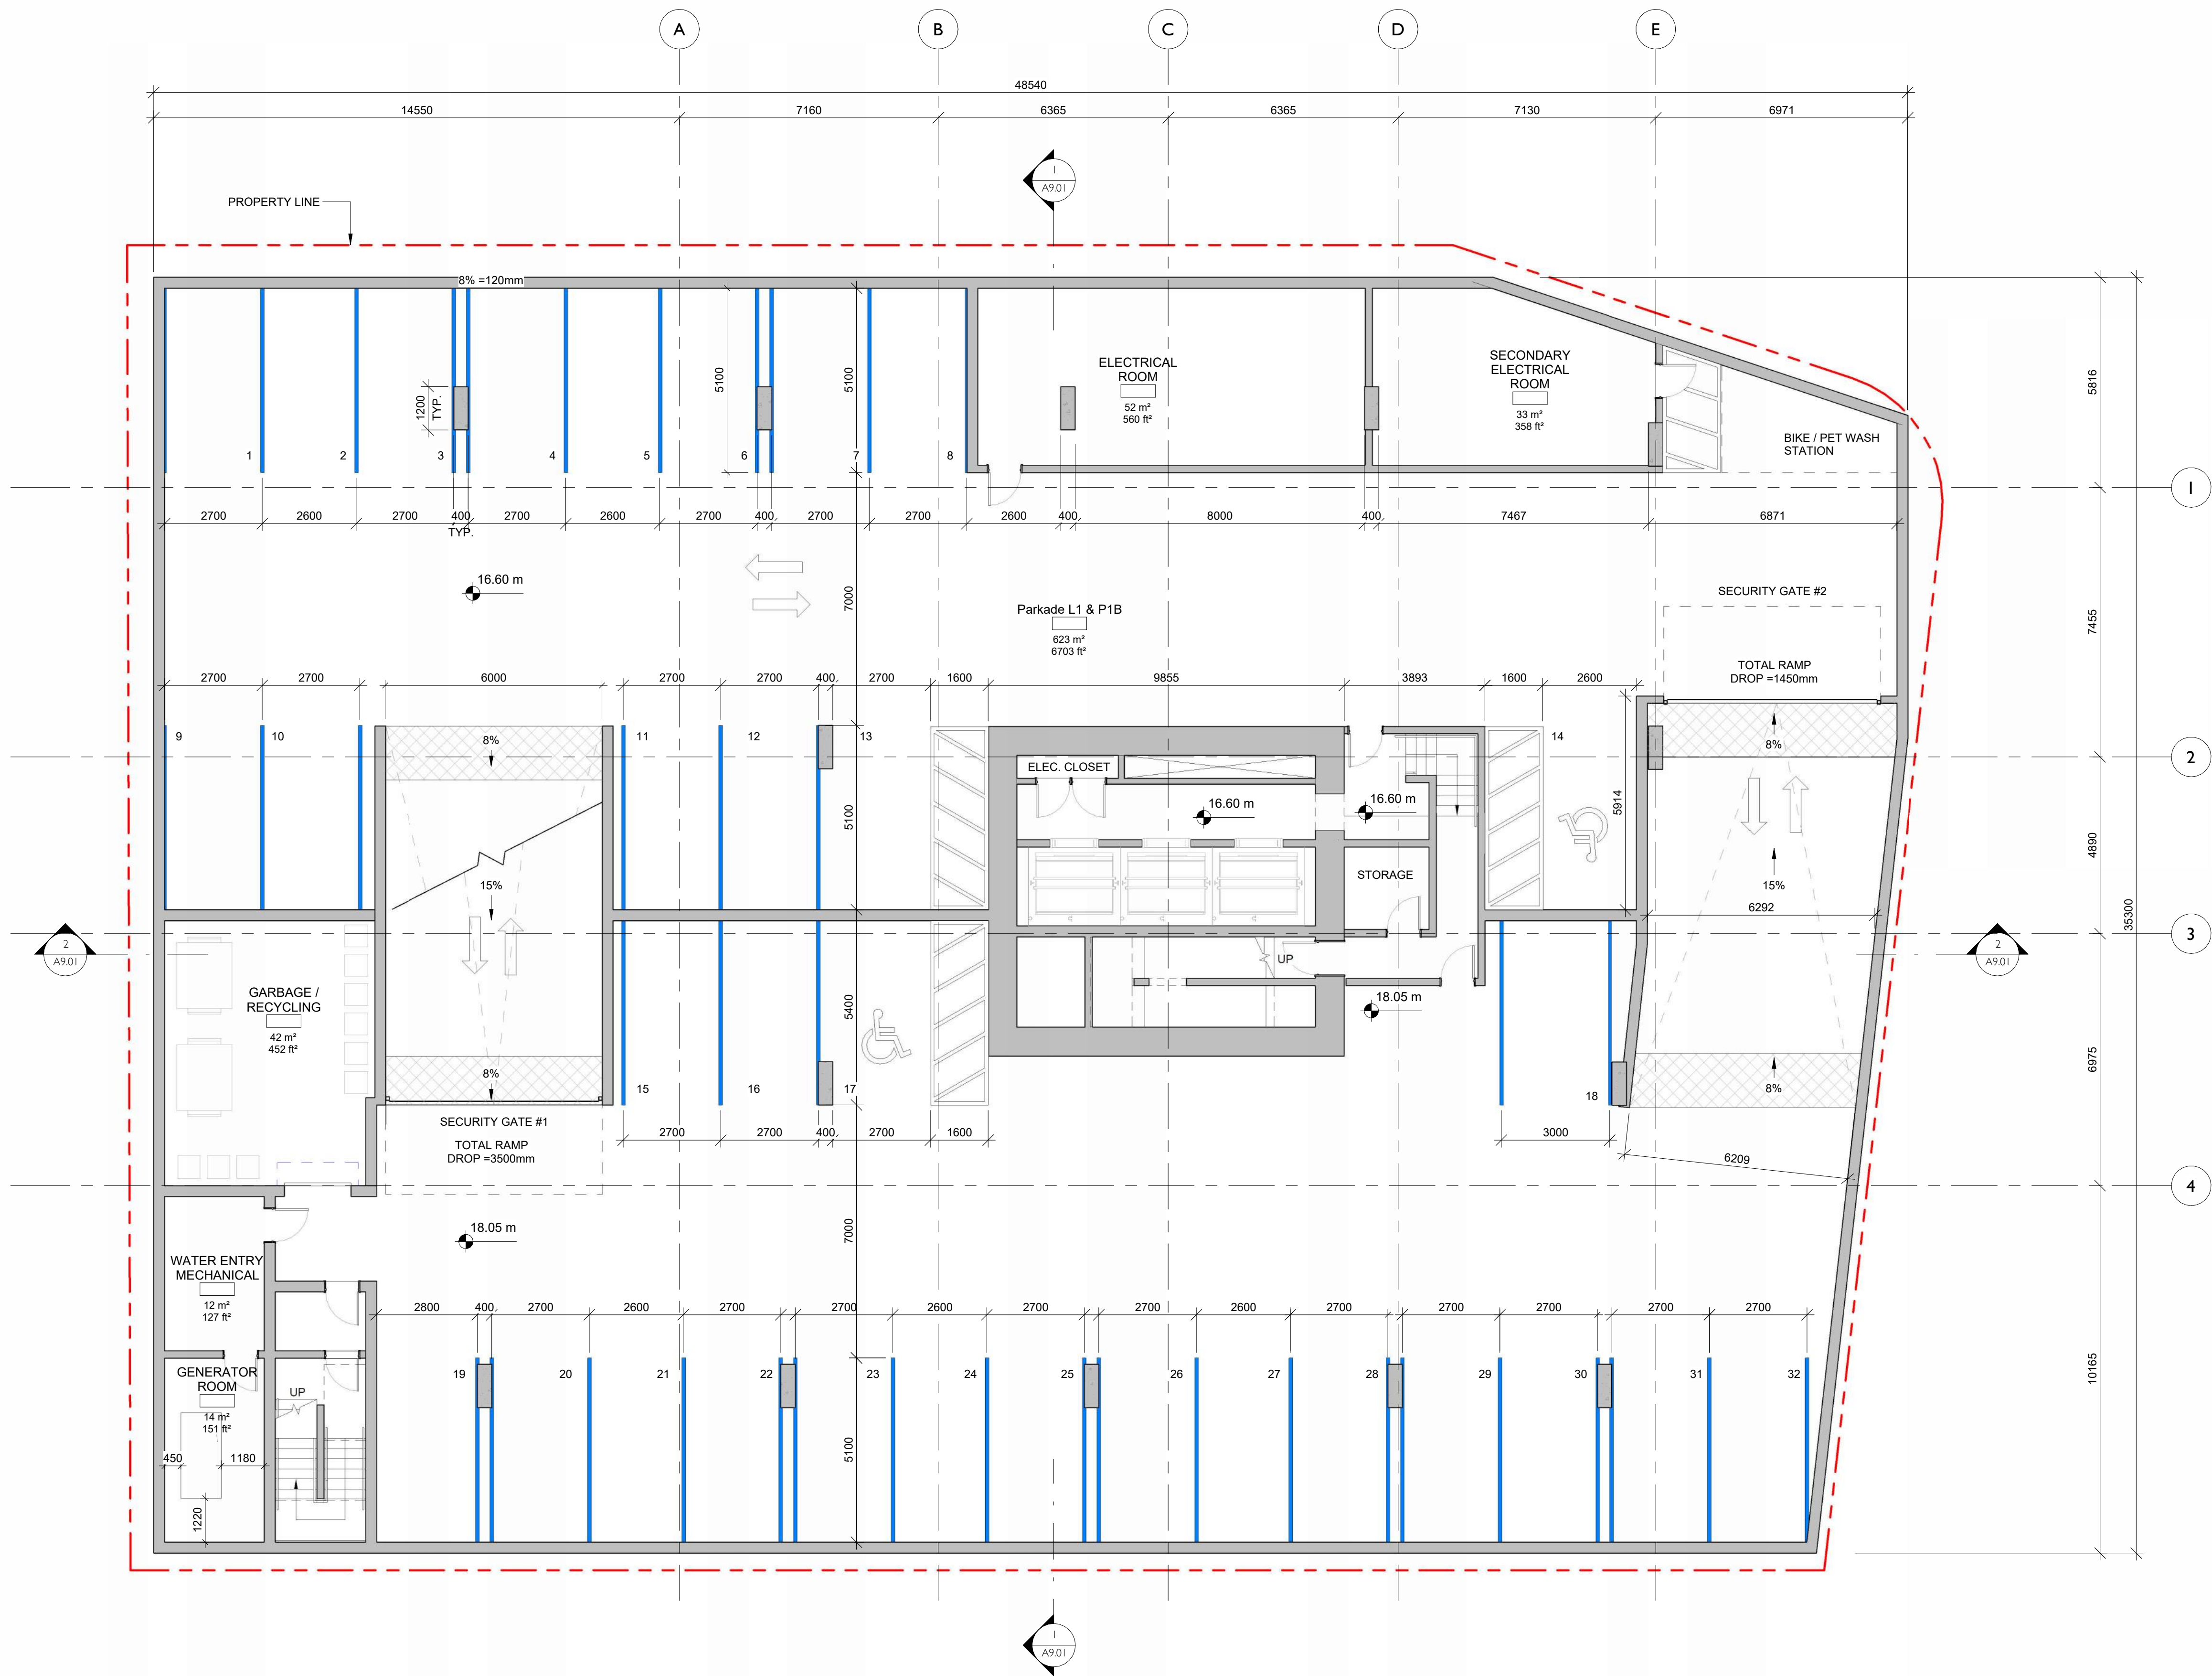 A
B
C
D
E
48540
14550
7160
6365
6365
7130
6971
1
A9.01
PROPERTY LINE
8% =120mm
5816
ELECTRICAL
ROOM
52 m²
560 ft²
SECONDARY
ELECTRICAL
ROOM
33 m²
358 ft²
BIKE / PET WASH
STATION
1200
TYP.
5100
5100
1
2
3
4
5
6
7
8
1
2700
2600
2700
400
2700
2600
2700
400
2700
2700
2600
400
8000
400
7467
6871
TYP.
16.60 m
7000
Parkade L1 & P1B
623 m²
6703 ft²
SECURITY GATE #2
7455
35300
TOTAL RAMP
DROP =1450mm
2700
2700
6000
2700
2700
400
2700
1600
9855
3893
1600
2600
9
10
8%
11
12
13
14
8%
2
ELEC. CLOSET
16.60 m
16.60 m
5100
5914
4890
15%
STORAGE
15%
6292
3
2
A9.01
2
A9.01
UP
GARBAGE /
RECYCLING
42 m²
452 ft²
5400
18.05 m
6975
8%
15
16
17
18
8%
SECURITY GATE #1
TOTAL RAMP
DROP =3500mm
2700
2700
400
2700
1600
3000
6209
4
18.05 m
7000
WATER ENTRY
MECHANICAL
12 m²
127 ft²
2800
400
2700
2600
2700
2700
2600
2700
2700
2600
2700
2700
2700
2700
2700
10165
GENERATOR
ROOM
14 m²
151 ft²
UP
19
20
21
22
23
24
25
26
27
28
29
30
31
32
450
1180
5100
1220
1
A9.01